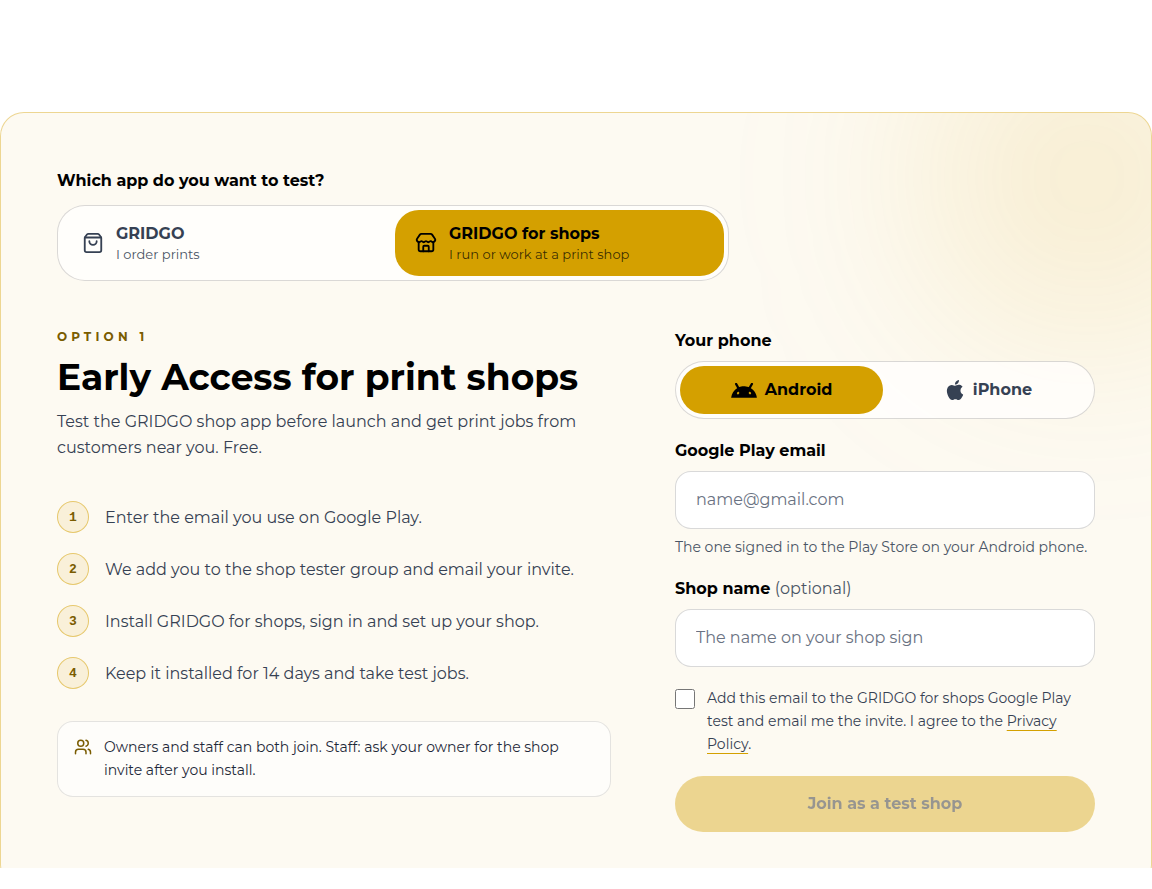 Which app do you want to test?
GRIDGO
I order prints
GRIDGO for shops
I run or work at a print shop
OPTION 1
Early Access for print shops
Test the GRIDGO shop app before launch and get print jobs from
customers near you. Free.
1 Enter the email you use on Google Play.
2 We add you to the shop tester group and email your invite.
3 Install GRIDGO for shops, sign in and set up your shop.
4 Keep it installed for 14 days and take test jobs.
Owners and staff can both join. Staff: ask your owner for the shop
invite after you install.
Your phone
Android
iPhone
Google Play email
name@gmail.com
The one signed in to the Play Store on your Android phone.
Shop name (optional)
The name on your shop sign
Add this email to the GRIDGO for shops Google Play
test and email me the invite. I agree to the Privacy
Policy.
Join as a test shop